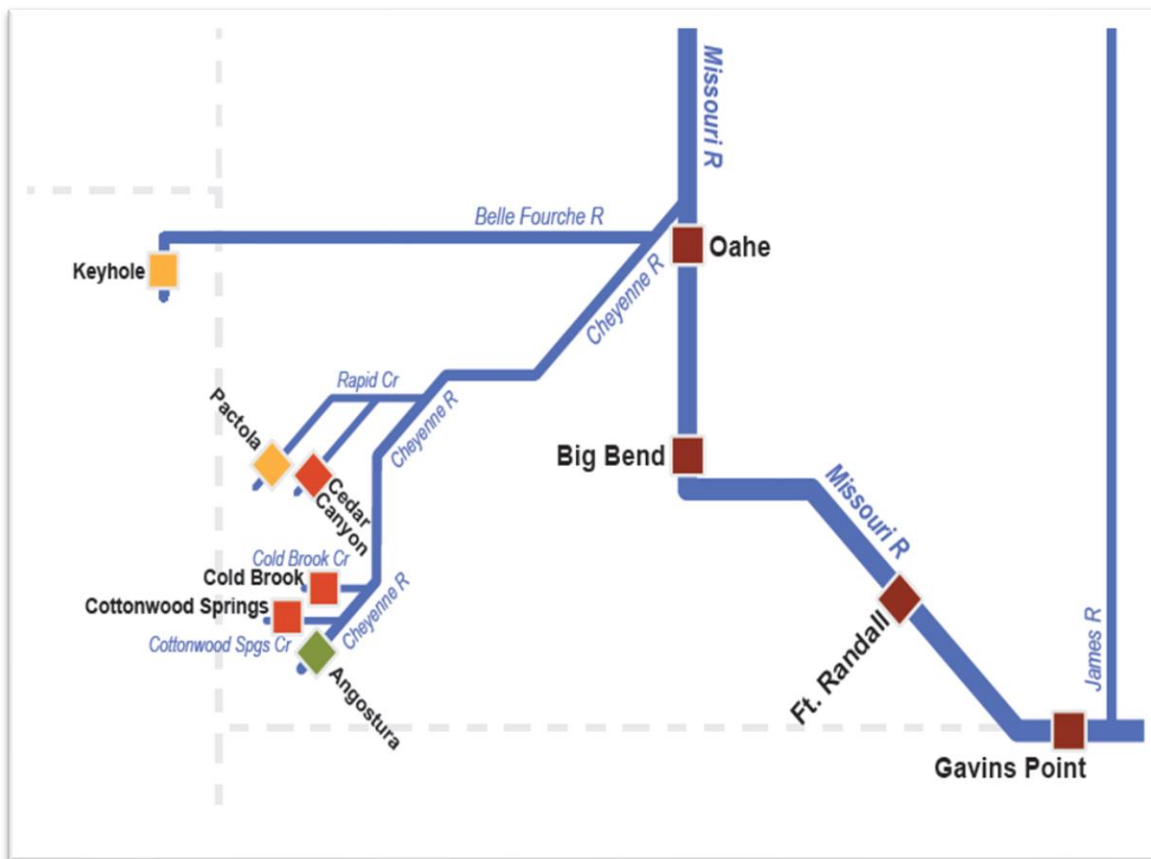 Missouri R
Belle Fourche R
Oahe
Keyhole
Cheyenne R
Rapid Cr
Pactola
Cheyenne R
Big Bend
Missouri R
Cedar
Canyon
Cold Brook Cr
Cold Brook
Cottonwood Springs
Cheyenne R
Cottonwood Spgs Cr
Angostura
Ft. Randall
James R
Gavins Point